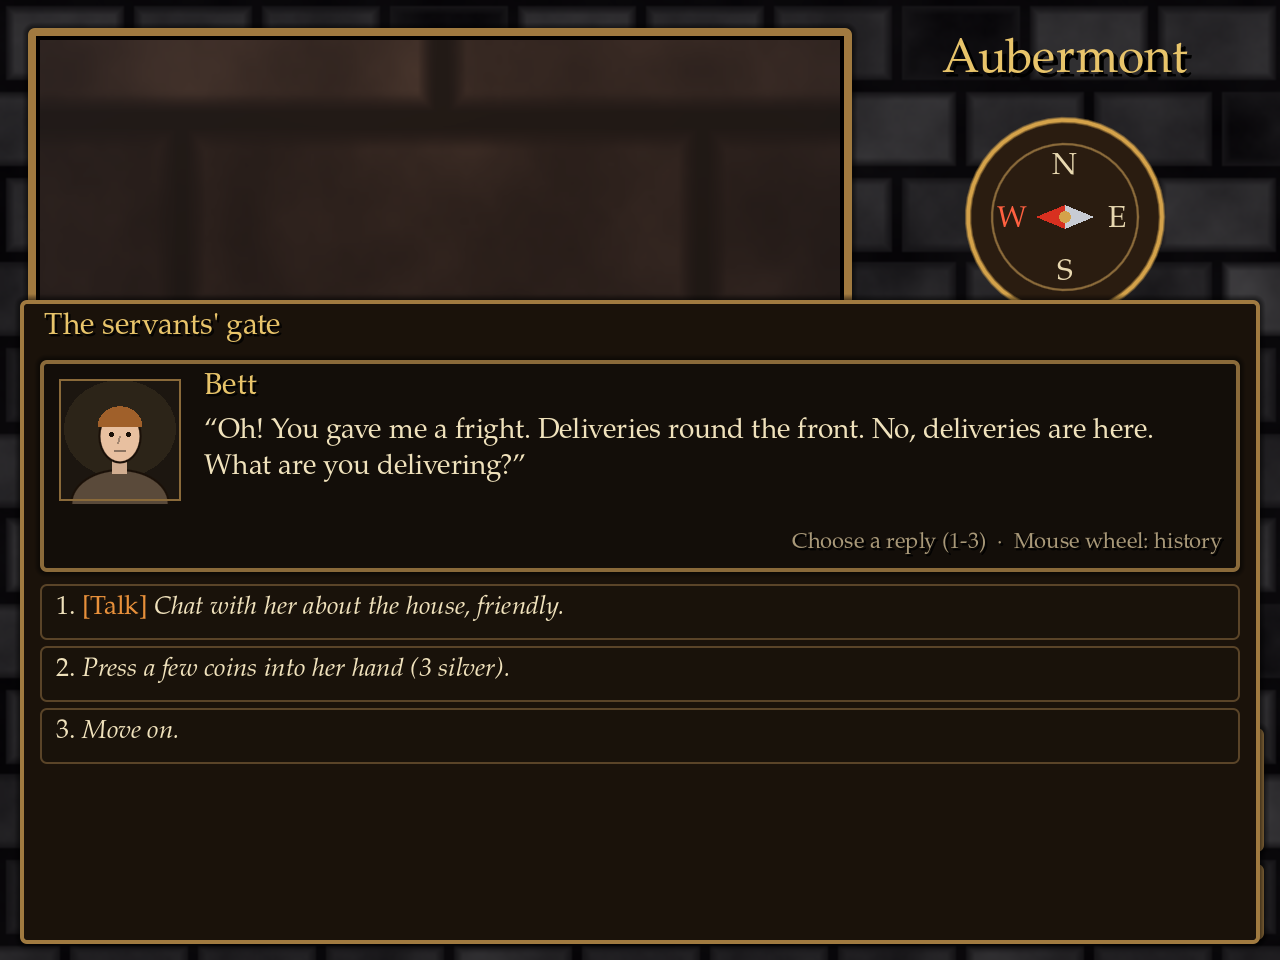 Aubermont
N
W E
S
The servants' gate
Bett
“Oh! You gave me a fright. Deliveries round the front. No, deliveries are here.
What are you delivering?”
Choose a reply (1-3) · Mouse wheel: history
1. [Talk] Chat with her about the house, friendly.
2. Press a few coins into her hand (3 silver).
3. Move on.